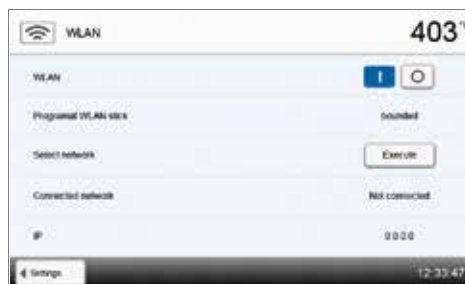 WLAN 403°
WLAN I O
Programat WLAN stick bounded
Select network Execute
Connected network Not connected
IP 0.0.0.0
Settings 12:33:47